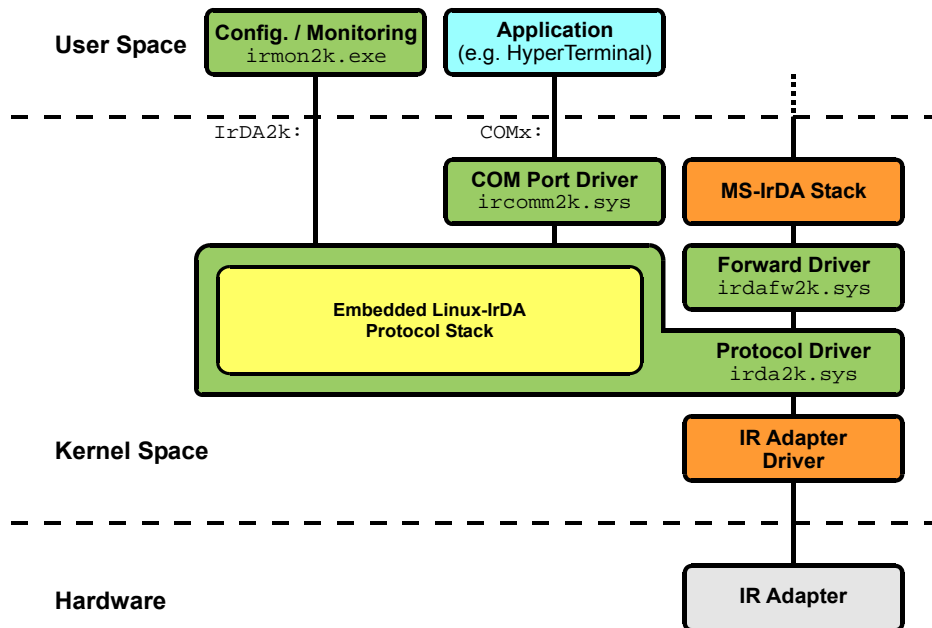 User Space
Config. / Monitoring
irmon2k.exe
Application
(e.g. HyperTerminal)
IrDA2k:
COMx:
COM Port Driver
ircomm2k.sys
MS-IrDA Stack
Forward Driver
irdafw2k.sys
Embedded Linux-IrDA
Protocol Stack
Protocol Driver
irda2k.sys
Kernel Space
IR Adapter
Driver
Hardware
IR Adapter